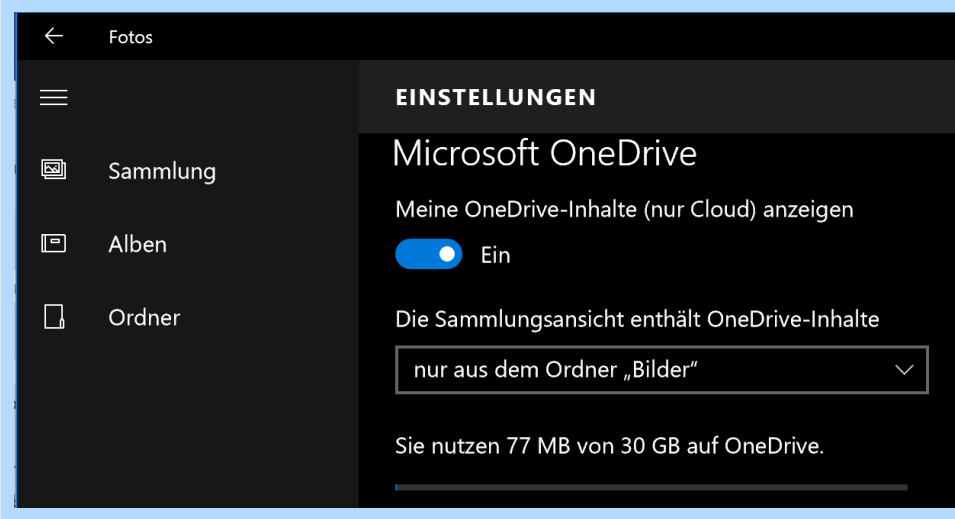 Fotos
EINSTELLUNGEN
Sammlung
Alben
Ordner
Microsoft OneDrive
Meine OneDrive-Inhalte (nur Cloud) anzeigen
Ein
Die Sammlungsansicht enthält OneDrive-Inhalte
nur aus dem Ordner „Bilder“
Sie nutzen 77 MB von 30 GB auf OneDrive.